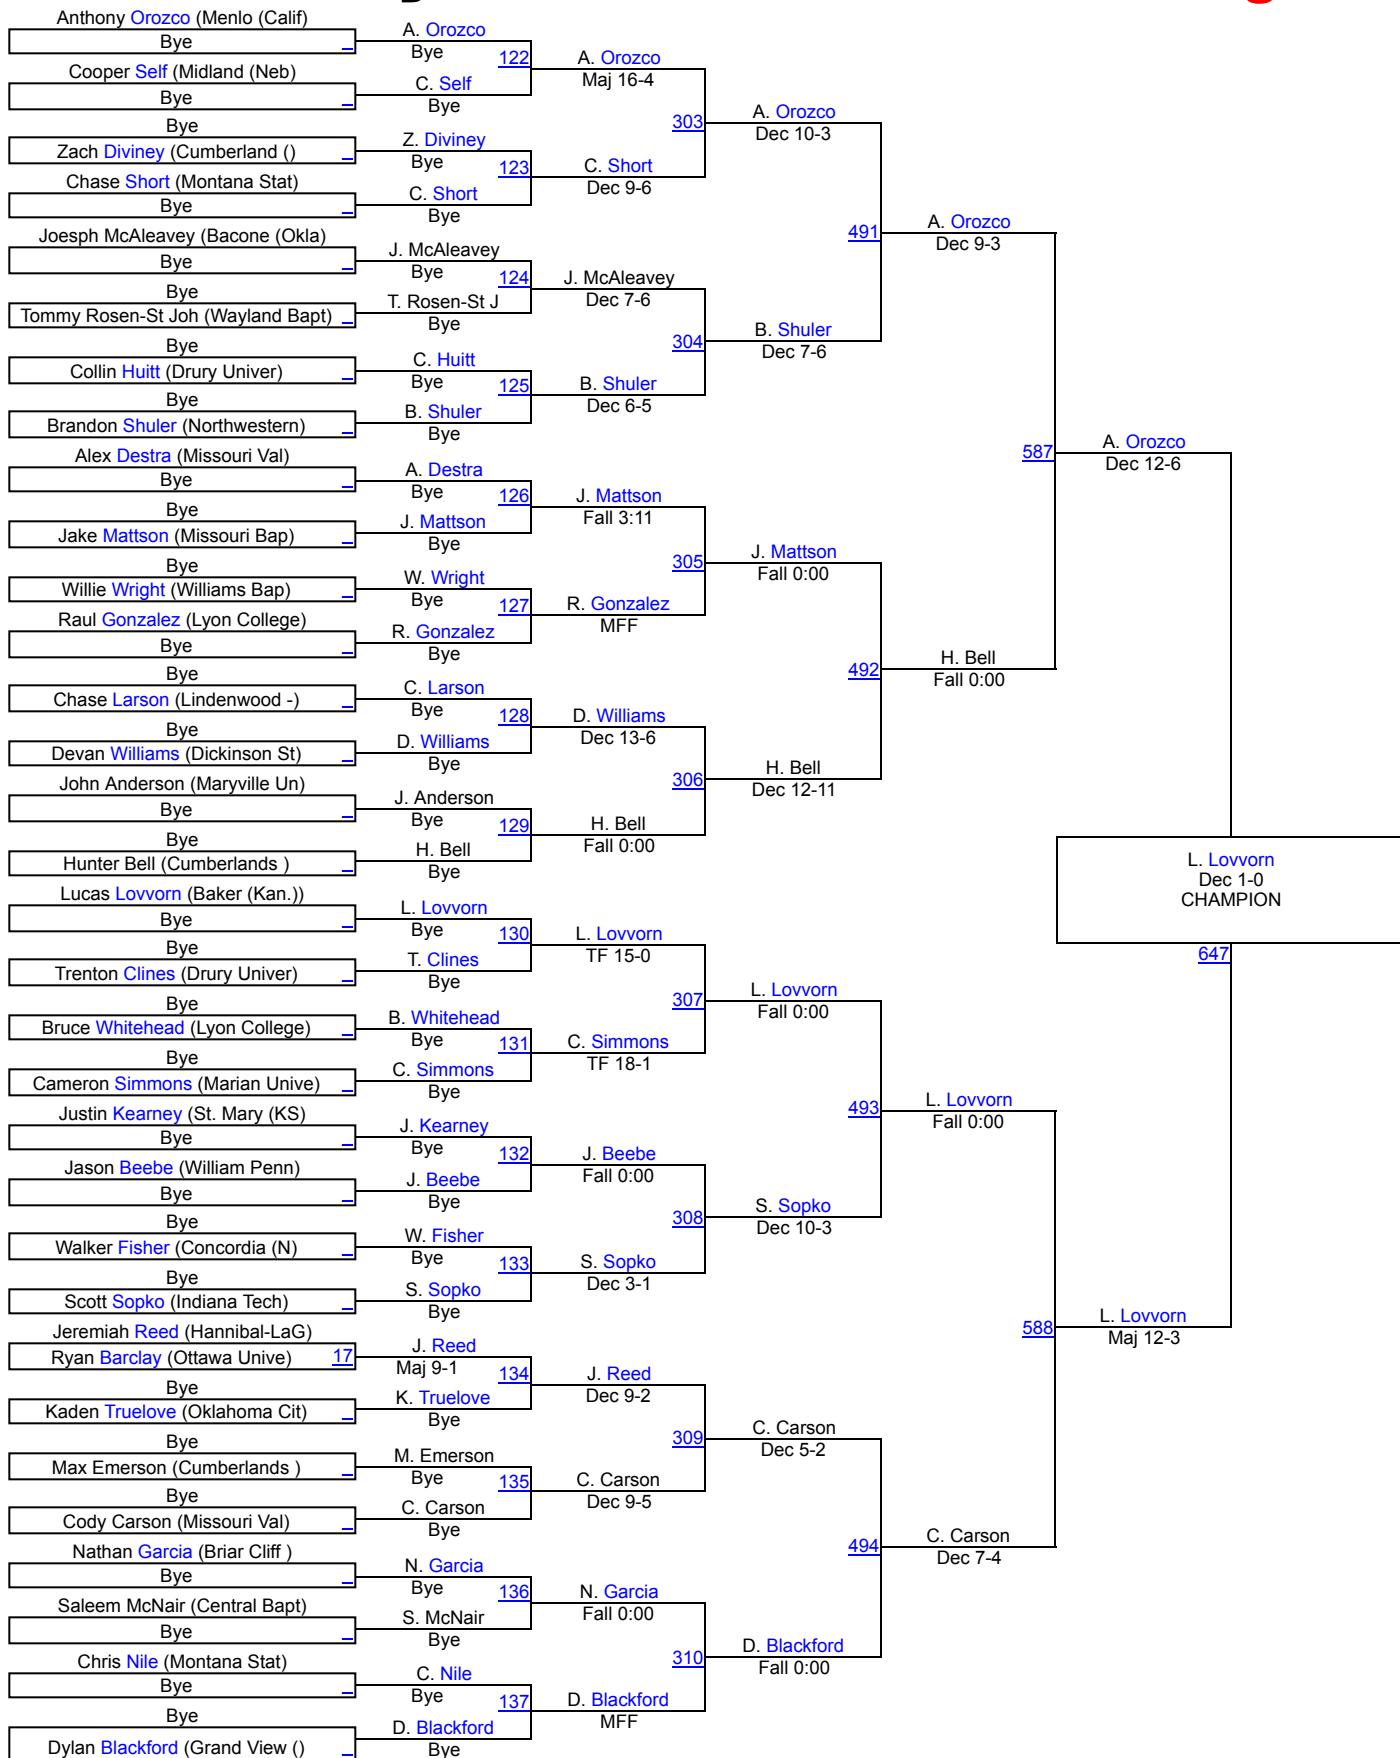 Anthony Orozco (Menlo (Calif)
Bye _
Cooper Self (Midland (Neb)
Bye _
Bye
Zach Diviney (Cumberland () _
Chase Short (Montana Stat)
Bye _
Joesph McAleavey (Bacone (Okla)
Bye _
Bye
Tommy Rosen-St Joh (Wayland Bapt) _
Bye
Collin Huitt (Drury Univer) _
Bye
Brandon Shuler (Northwestern) _
Alex Destra (Missouri Val)
Bye _
Bye
Jake Mattson (Missouri Bap) _
Bye
Willie Wright (Williams Bap) _
Raul Gonzalez (Lyon College)
Bye _
Bye
Chase Larson (Lindenwood -) _
Bye
Devan Williams (Dickinson St) _
John Anderson (Maryville Un)
Bye _
Bye
Hunter Bell (Cumberlands ) _
Lucas Lovvorn (Baker (Kan.))
Bye _
Bye
Trenton Clines (Drury Univer) _
Bye
Bruce Whitehead (Lyon College) _
Bye
Cameron Simmons (Marian Unive) _
Justin Kearney (St. Mary (KS)
Bye _
Jason Beebe (William Penn)
Bye _
Bye
Walker Fisher (Concordia (N) _
Bye
Scott Sopko (Indiana Tech) _
Jeremiah Reed (Hannibal-LaG)
Ryan Barclay (Ottawa Unive) 17
Bye
Kaden Truelove (Oklahoma Cit) _
Bye
Max Emerson (Cumberlands ) _
Bye
Cody Carson (Missouri Val) _
Nathan Garcia (Briar Cliff )
Bye _
Saleem McNair (Central Bapt)
Bye _
Chris Nile (Montana Stat)
Bye _
Bye
Dylan Blackford (Grand View ()
A. Orozco
Bye
122
C. Self
Bye
Z. Diviney
Bye
123
C. Short
Bye
J. McAleavey
Bye
124
T. Rosen-St J
Bye
C. Huitt
Bye
125
B. Shuler
Bye
A. Destra
Bye
126
J. Mattson
Bye
W. Wright
Bye
127
R. Gonzalez
Bye
C. Larson
Bye
128
D. Williams
Bye
J. Anderson
Bye
129
H. Bell
Bye
L. Lovvorn
Bye
130
T. Clines
Bye
B. Whitehead
Bye
131
C. Simmons
Bye
J. Kearney
Bye
132
J. Beebe
Bye
W. Fisher
Bye
133
S. Sopko
Bye
J. Reed
Maj 9-1
134
K. Truelove
Bye
M. Emerson
Bye
135
C. Carson
Bye
N. Garcia
Bye
136
S. McNair
Bye
C. Nile
Bye
137
D. Blackford
Bye
A. Orozco
Maj 16-4
303
C. Short
Dec 9-6
J. McAleavey
Dec 7-6
304
B. Shuler
Dec 6-5
J. Mattson
Fall 3:11
305
R. Gonzalez
MFF
D. Williams
Dec 13-6
306
H. Bell
Fall 0:00
L. Lovvorn
TF 15-0
307
C. Simmons
TF 18-1
J. Beebe
Fall 0:00
308
S. Sopko
Dec 3-1
J. Reed
Dec 9-2
309
C. Carson
Dec 9-5
N. Garcia
Fall 0:00
310
D. Blackford
MFF
A. Orozco
Dec 10-3
491
B. Shuler
Dec 7-6
J. Mattson
Fall 0:00
492
H. Bell
Dec 12-11
L. Lovvorn
Fall 0:00
493
S. Sopko
Dec 10-3
C. Carson
Dec 5-2
494
D. Blackford
Fall 0:00
A. Orozco
Dec 9-3
587
H. Bell
Fall 0:00
L. Lovvorn
Fall 0:00
588
C. Carson
Dec 7-4
A. Orozco
Dec 12-6
L. Lovvorn
Dec 1-0
CHAMPION
647
L. Lovvorn
Maj 12-3